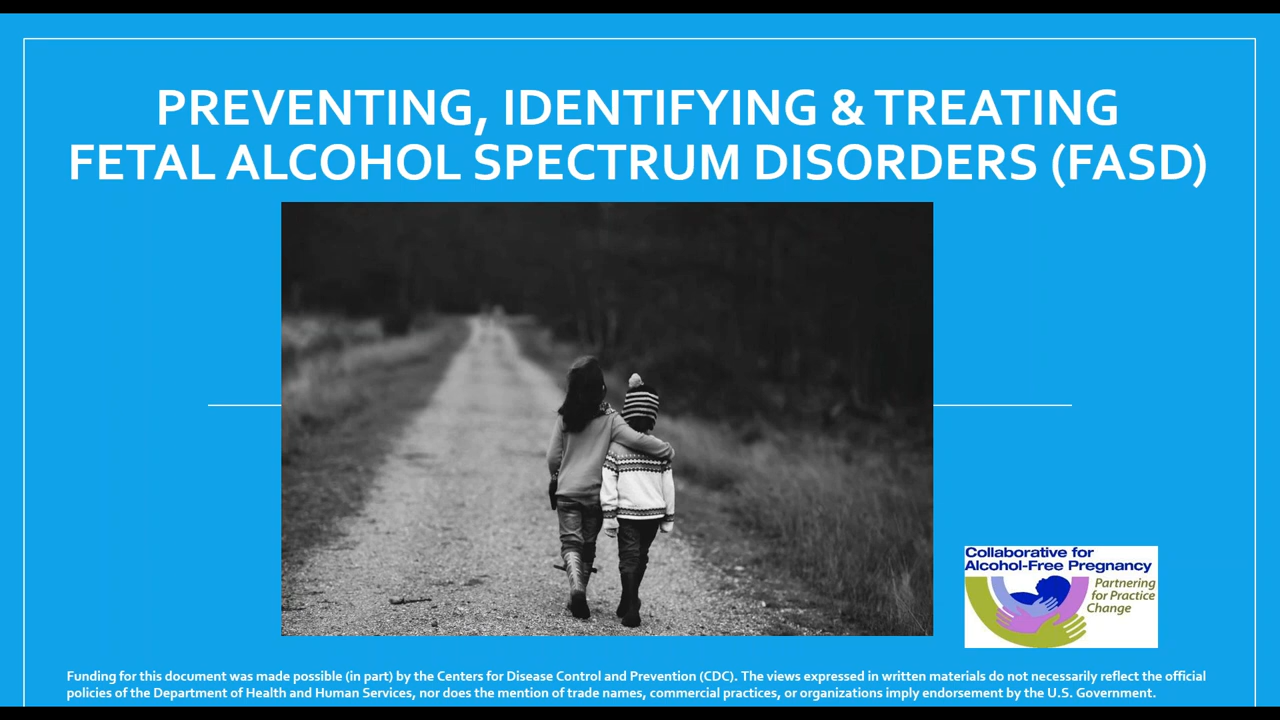 PREVENTING, IDENTIFYING & TREATING
FETAL ALCOHOL SPECTRUM DISORDERS (FASD)
Collaborative for
Alcohol-Free Pregnancy
Partnering
for Practice
Change
Funding for this document was made possible (in part) by the Centers for Disease Control and Prevention (CDC). The views expressed in written materials do not necessarily reflect the official
policies of the Department of Health and Human Services, nor does the mention of trade names, commercial practices, or organizations imply endorsement by the U.S. Government.